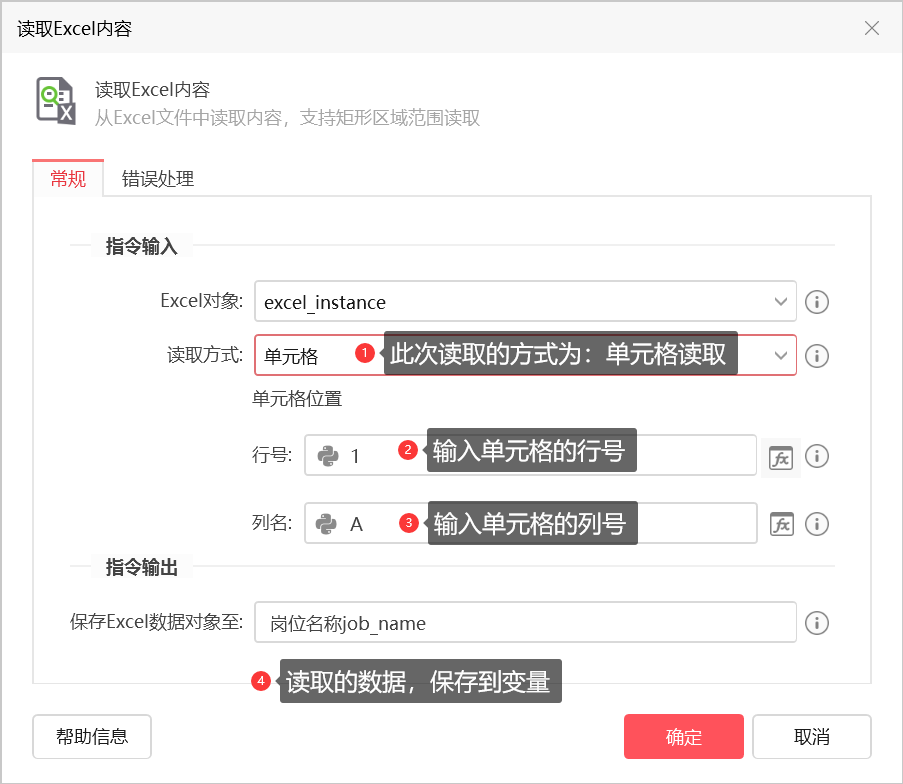 读取Excel内容
读取Excel内容
从Excel文件中读取内容，支持矩形区域范围读取
常规 错误处理
指令输入
Excel对象: excel_instance
读取方式: 单元格 1 此次读取的方式为：单元格读取
单元格位置
行号: 1 2 输入单元格的行号 fx
列名: A 3 输入单元格的列号 fx
指令输出
保存Excel数据对象至: 岗位名称job_name
4 读取的数据，保存到变量
帮助信息 确定 取消